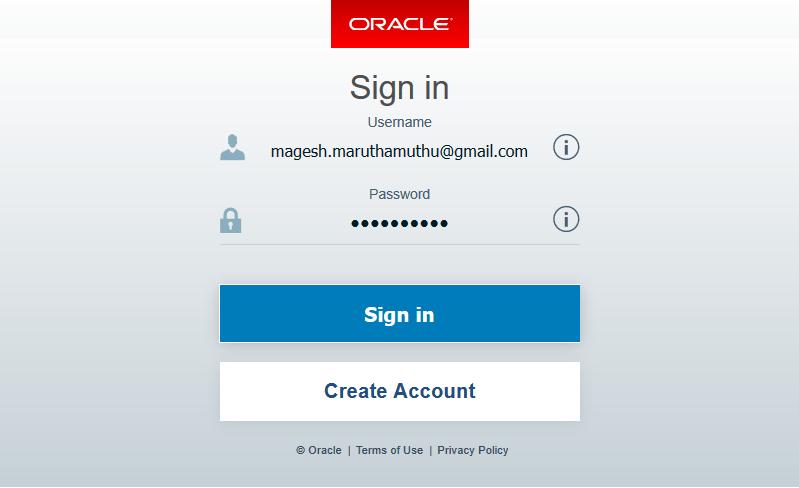 ORACLE
Sign in
Username
magesh.maruthamuthu@gmail.com
Password
••••••••••
Sign in
Create Account
© Oracle | Terms of Use | Privacy Policy